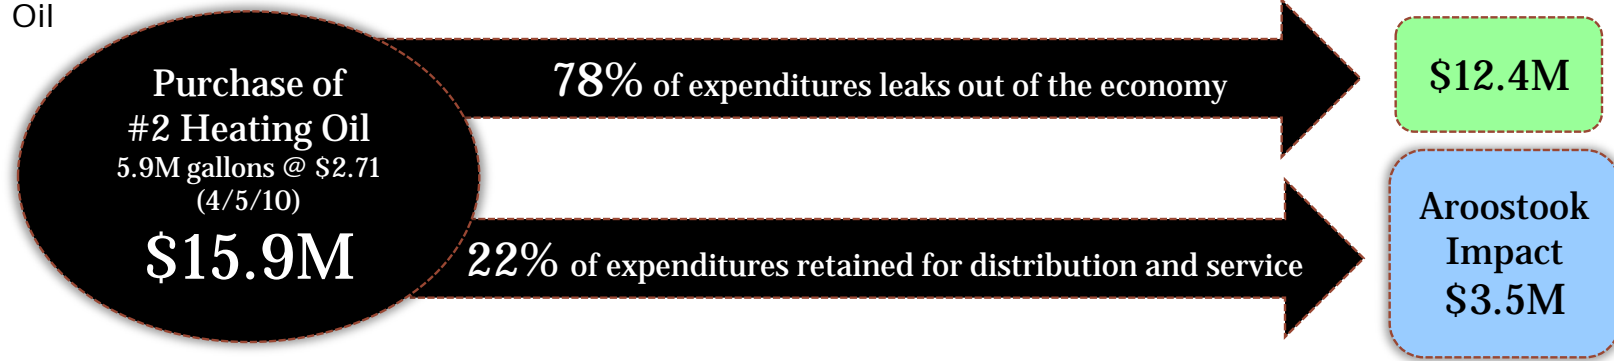 Oil
Purchase of
#2 Heating Oil
5.9M gallons @ $2.71
(4/5/10)
$15.9M
78% of expenditures leaks out of the economy
$12.4M
22% of expenditures retained for distribution and service
Aroostook
Impact
$3.5M